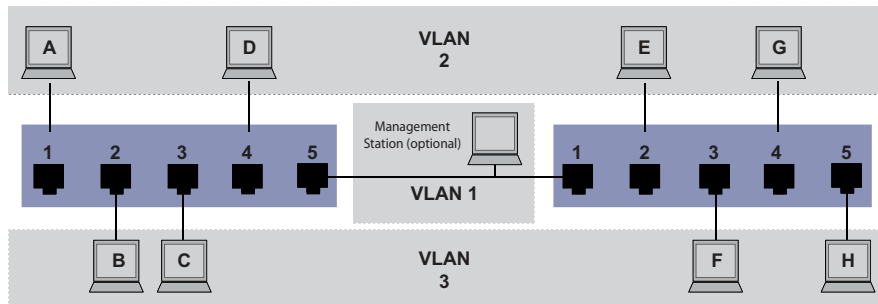 A
D
VLAN
2
E
G
1
2
3
4
5
Management
Station (optional)
VLAN 1
1
2
3
4
5
B
C
VLAN
3
F
H